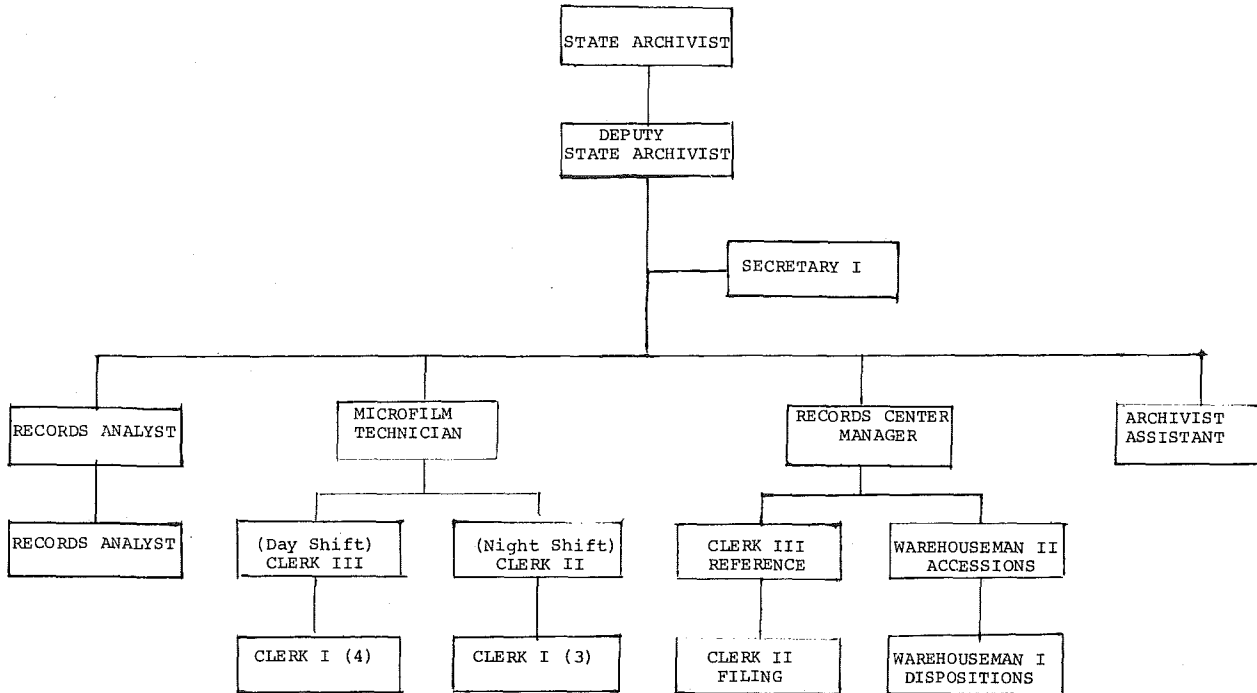 STATE ARCHIVIST
DEPUTY
STATE ARCHIVIST
SECRETARY I
RECORDS ANALYST
MICROFILM
TECHNICIAN
RECORDS CENTER
MANAGER
ARCHIVIST
ASSISTANT
RECORDS ANALYST
(Day Shift)
CLERK III
(Night Shift)
CLERK II
CLERK III
REFERENCE
WAREHOUSEMAN II
ACCESSIONS
CLERK I (4)
CLERK I (3)
CLERK II
FILING
WAREHOUSEMAN I
DISPOSITIONS